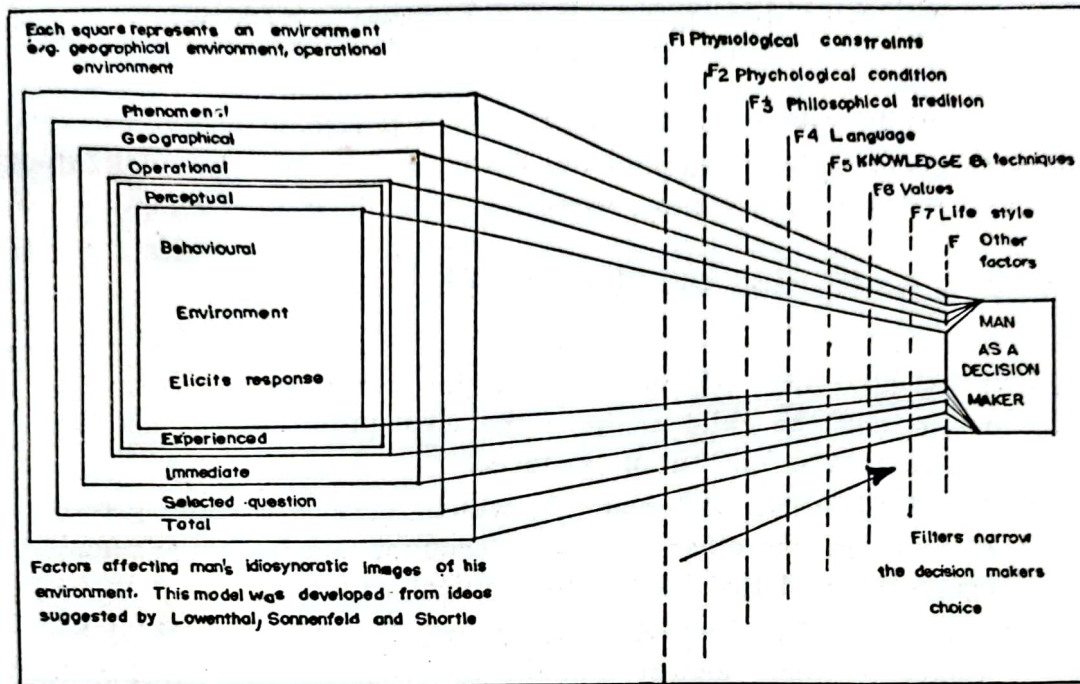 Each square represents an environment
e.g. geographical environment, operational
environment
Phenomenal
Geographical
Operational
Perceptual
Behavioural
Environment
Elicite response
Experienced
Immediate
Selected question
Total
Factors affecting man's idiosynoratic images of his
environment. This model was developed from ideas
suggested by Lowenthal, Sonnenfeld and Shortle
F1 Physiological constraints
F2 Phychological condition
F3 Philosophical tredition
F4 Language
F5 KNOWLEDGE & techniques
F6 Values
F7 Life style
F Other
factors
MAN
AS A
DECISION
MAKER
Filters narrow
the decision makers
choice